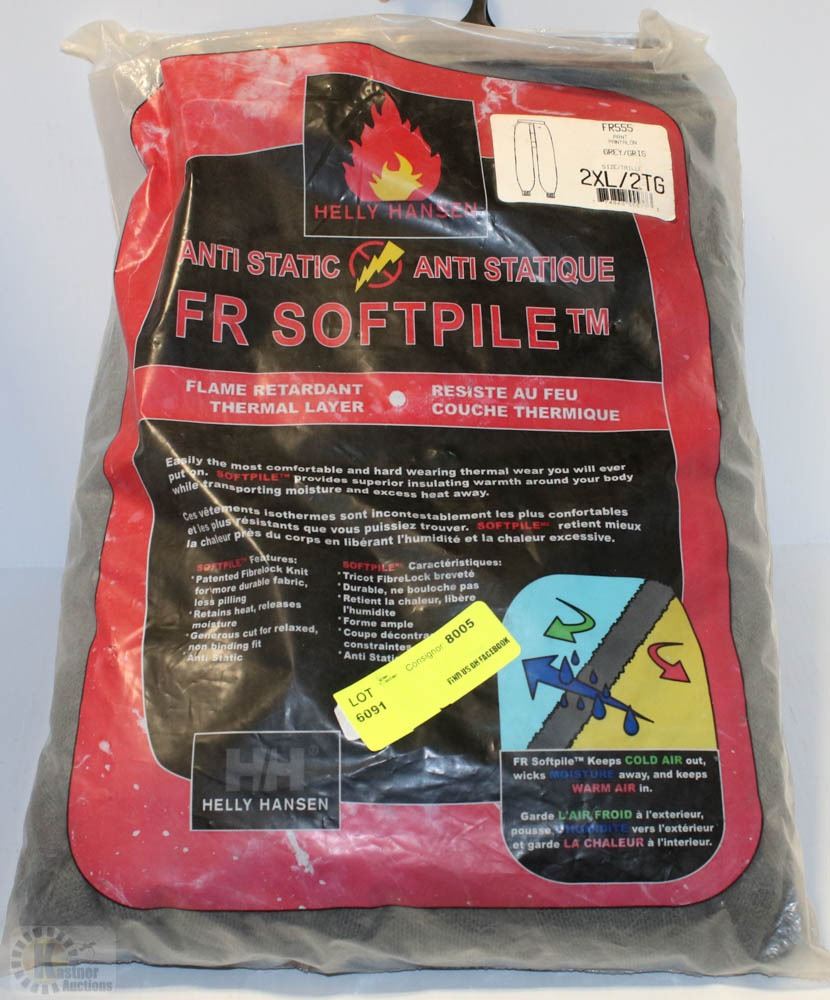 HELLY HANSEN
FR555
PANT
PANTALON
GREY/GRIS
SIZE/TAILLE
2XL/2TG
ANTI STATIC ANTI STATIQUE
FR SOFTPILE™
FLAME RETARDANT
THERMAL LAYER
RESISTE AU FEU
COUCHE THERMIQUE
Easily the most comfortable and hard wearing thermal wear you will ever
put on. SOFTPILE™ provides superior insulating warmth around your body
while transporting moisture and excess heat away.
Ces vêtements isothermes sont incontestablement les plus confortables
et les plus résistants que vous puissiez trouver. SOFTPILE™ retient mieux
la chaleur près du corps en libérant l'humidité et la chaleur excessive.
SOFTPILE™ Features:
*Patented Fibrelock Knit
for more durable fabric,
less pilling
*Retains heat, releases
moisture
*Generous cut for relaxed,
non binding fit
*Anti Static
SOFTPILE™ Caractéristiques:
*Tricot FibreLock breveté
*Durable, ne bouloche pas
*Retient la chaleur, libère
l'humidite
*Forme ample
*Coupe décontra
constraintes
*Anti Stati
LOT
6091
Consignor 8005
FIND US ON FACEBOOK
HH®
HELLY HANSEN
FR Softpile™ Keeps COLD AIR out,
wicks MOISTURE away, and keeps
WARM AIR in.
Garde L'AIR FROID à l'exterieur,
pousse L'HUMIDITÉ vers l'extérieur
et garde LA CHALEUR à l'interieur.
Kastner
Auctions